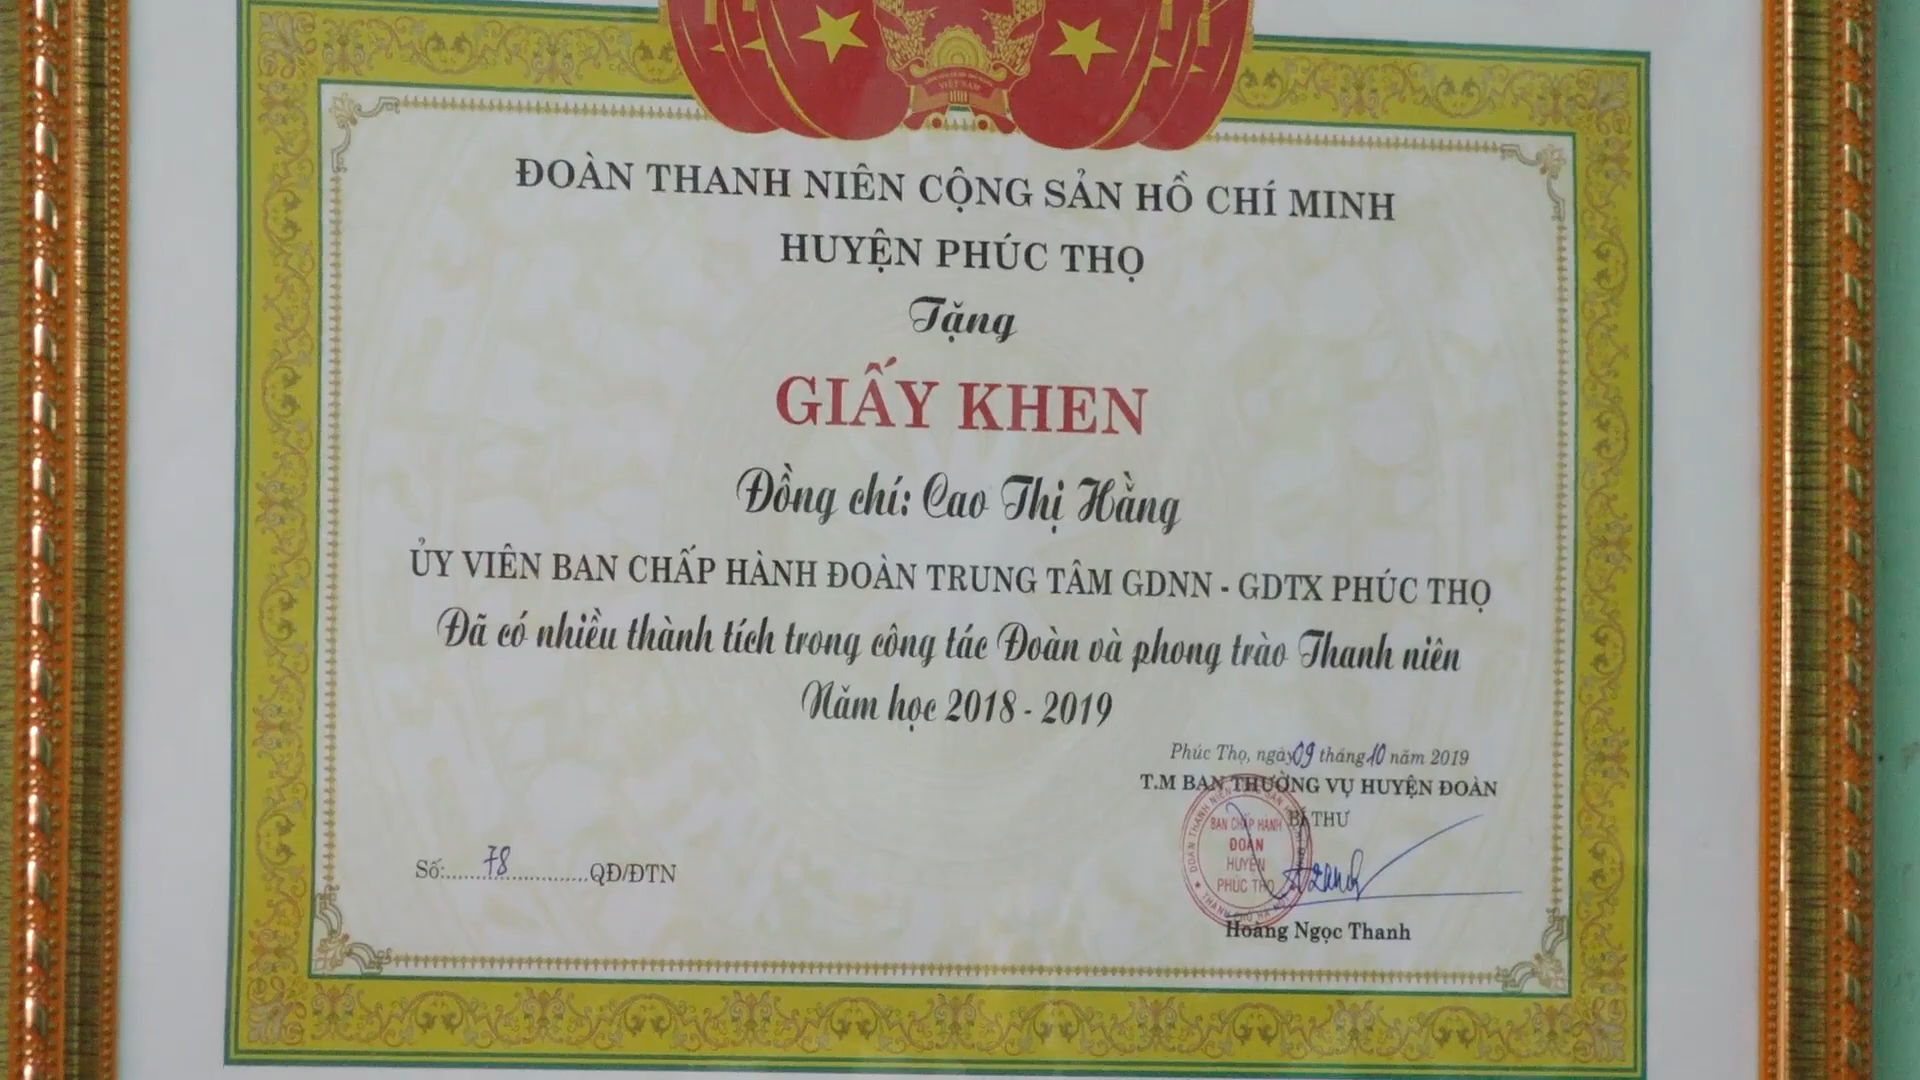 VIỆT NAM
ĐOÀN THANH NIÊN CỘNG SẢN HỒ CHÍ MINH
HUYỆN PHÚC THỌ
Tặng
GIẤY KHEN
Đồng chí: Cao Thị Hằng
ỦY VIÊN BAN CHẤP HÀNH ĐOÀN TRUNG TÂM GDNN - GDTX PHÚC THỌ
Đã có nhiều thành tích trong công tác Đoàn và phong trào Thanh niên
Năm học 2018 - 2019
Phúc Thọ, ngày 09 tháng 10 năm 2019
T.M BAN THƯỜNG VỤ HUYỆN ĐOÀN
BÍ THƯ
BAN CHẤP HÀNH
ĐOÀN
HUYỆN
PHÚC THỌ
Số:.....78.............QĐ/ĐTN
Hoàng Ngọc Thanh